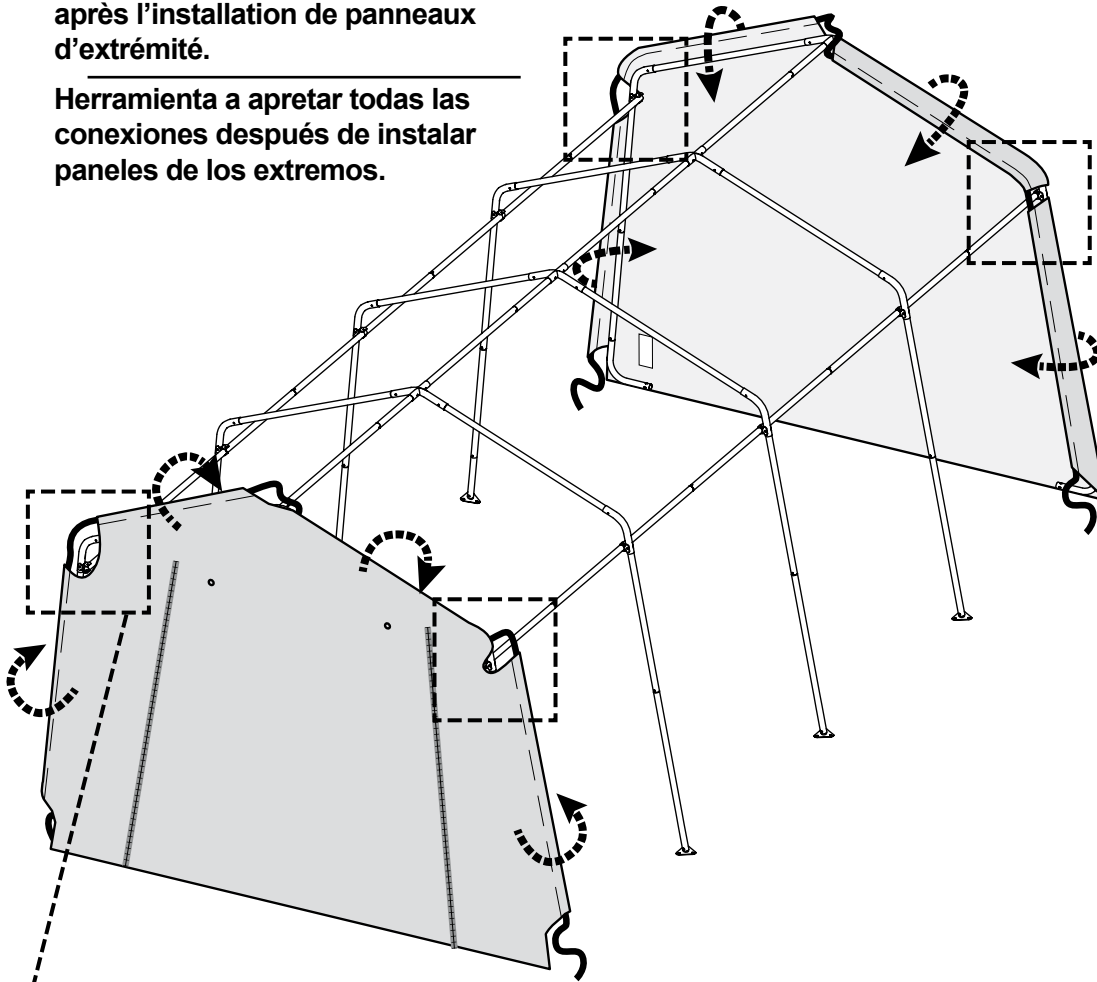 après l’installation de panneaux
d’extrémité.
Herramienta a apretar todas las
conexiones después de instalar
paneles de los extremos.